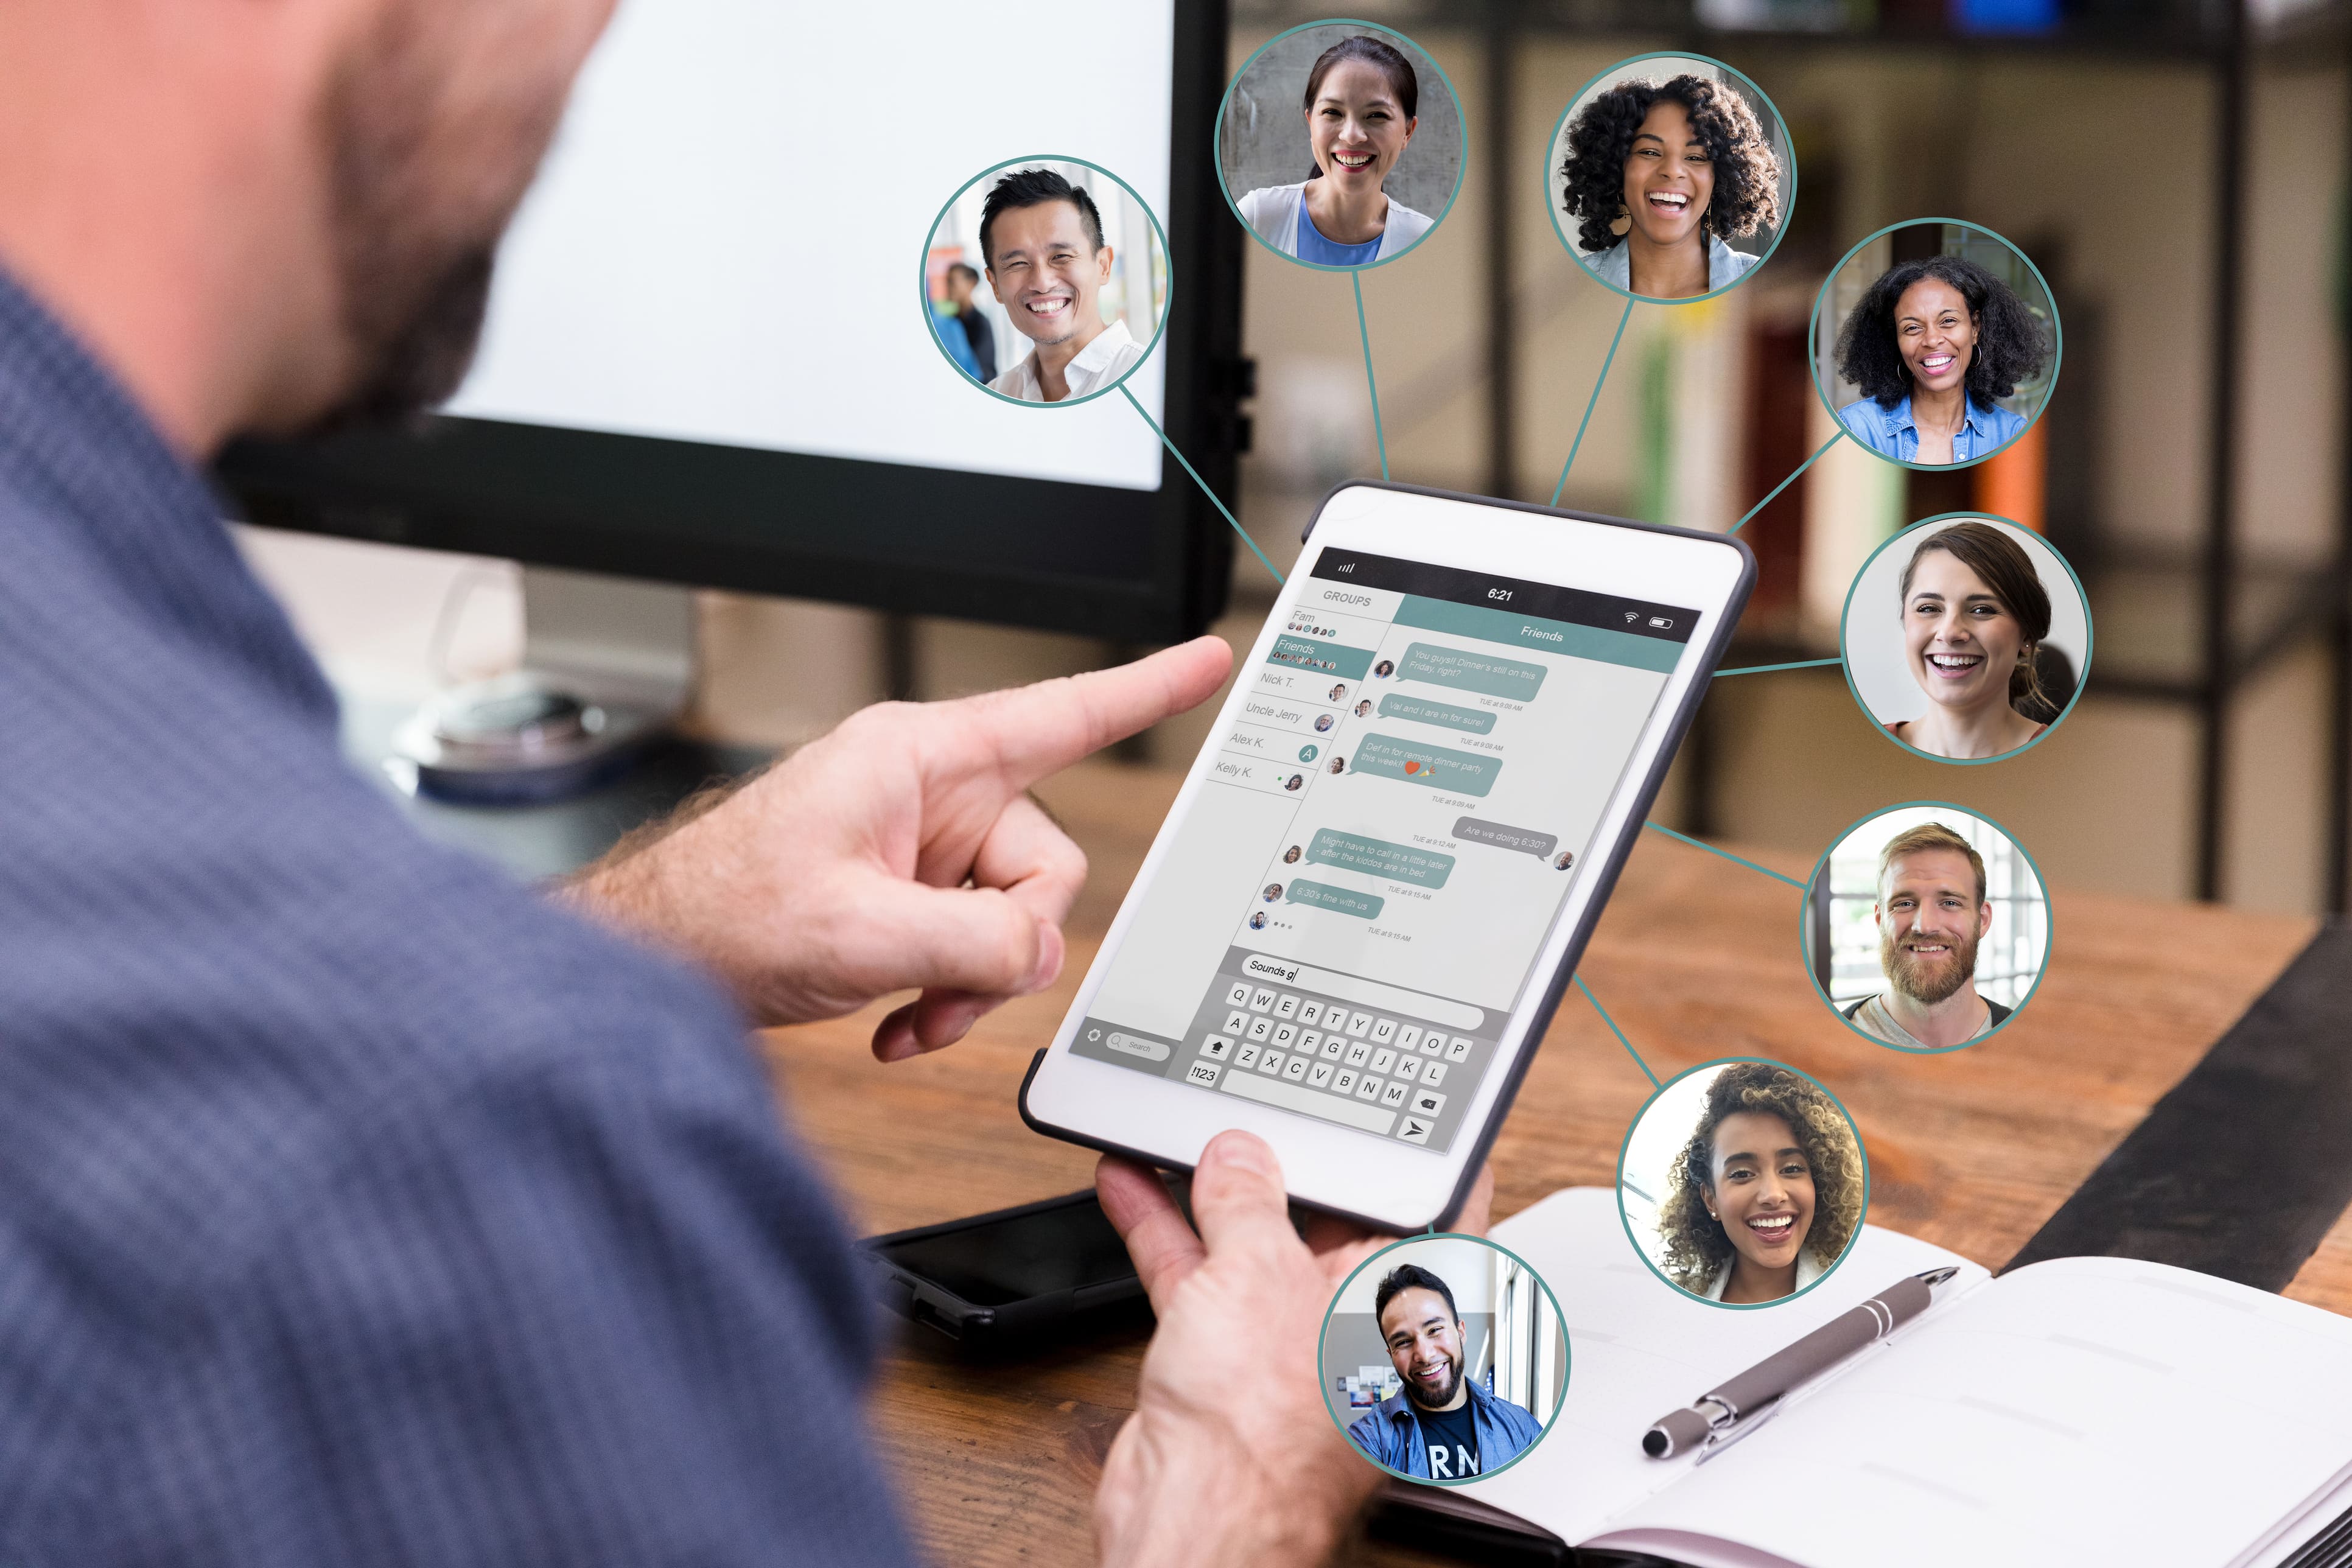 6:21
GROUPS
Fam
Friends
Nick T.
Uncle Jerry
Alex K.
A
Kelly K.
Search
Friends
You guys!! Dinner's still on this
Friday, right?
TUE at 9:08 AM
Val and I are in for sure!
TUE at 9:08 AM
Def in for remote dinner party
this week!!❤️🎉
TUE at 9:09 AM
Are we doing 6:30?
TUE at 9:12 AM
Might have to call in a little later
- after the kiddos are in bed
TUE at 9:15 AM
6:30's fine with us
TUE at 9:15 AM
Sounds g
Q W E R T Y U I O P
A S D F G H J K L
Z X C V B N M
!123
RN